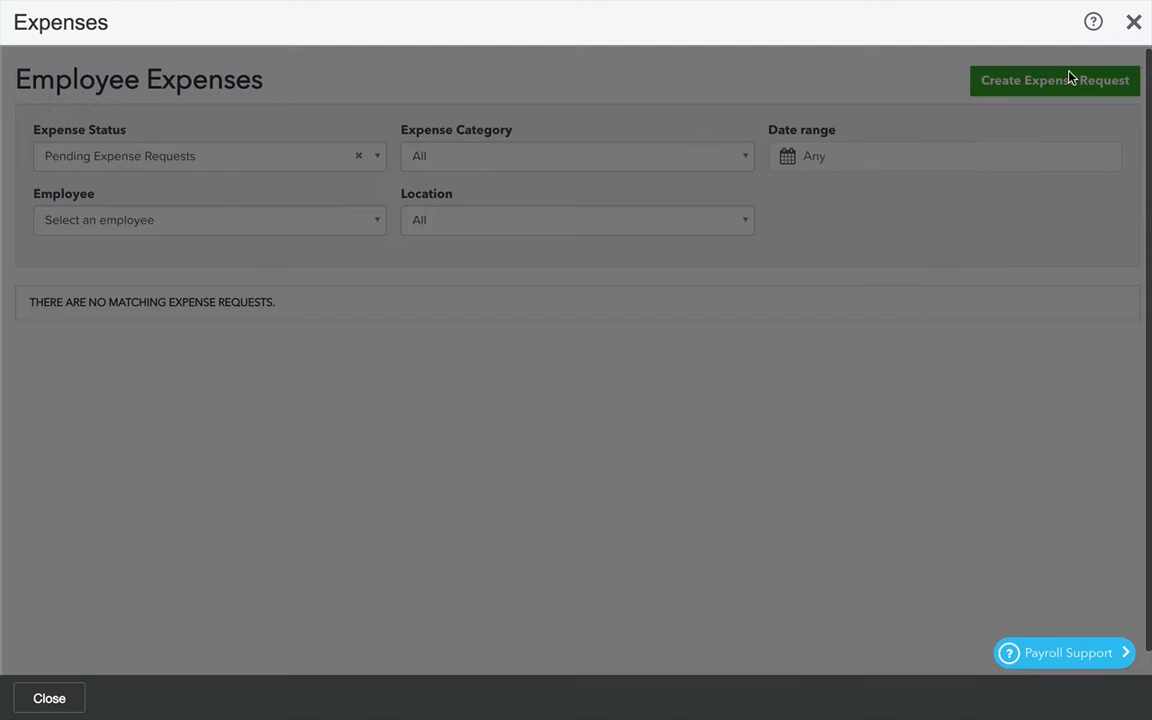 Expenses
Employee Expenses
Create Expense Request
Expense Status
Expense Category
Date range
Pending Expense Requests
All
Any
Employee
Location
Select an employee
All
THERE ARE NO MATCHING EXPENSE REQUESTS.
Payroll Support
Close